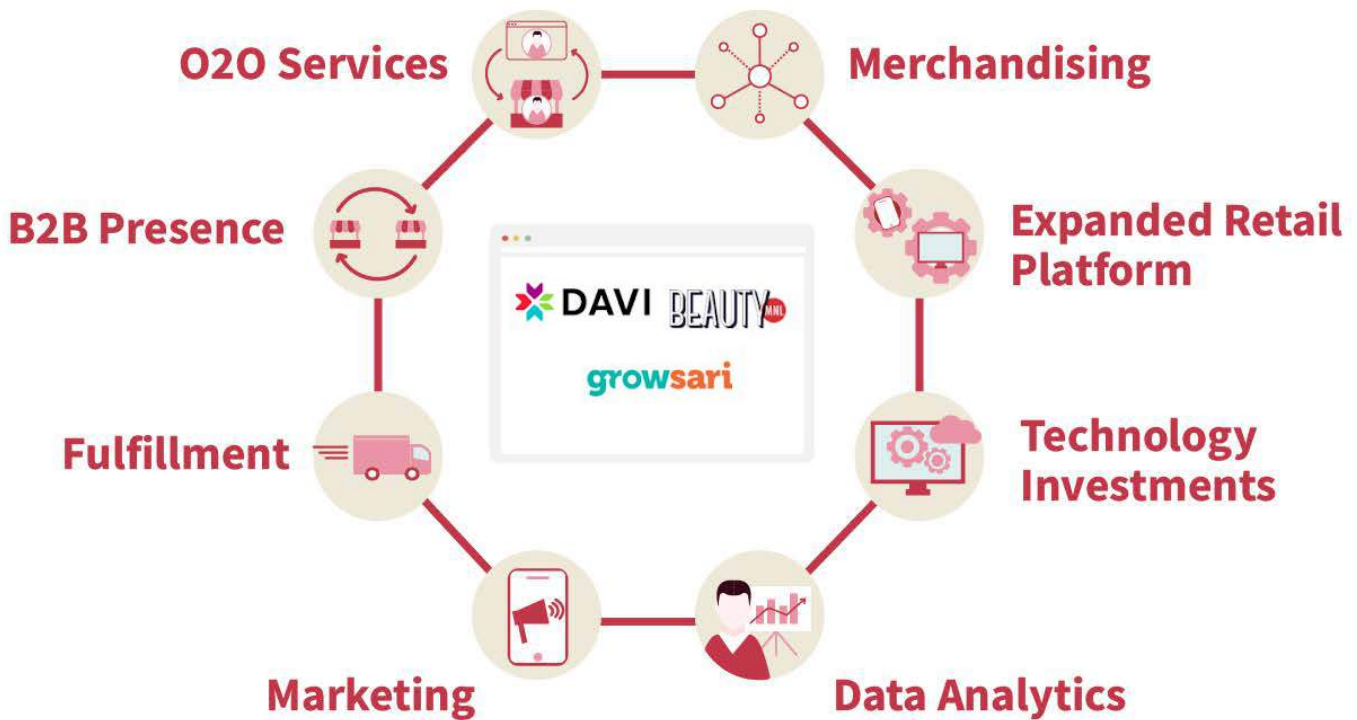 O2O Services
Merchandising
B2B Presence
Expanded Retail
Platform
DAVI
BEAUTY
MNL
growsari
Fulfillment
Technology
Investments
Marketing
Data Analytics